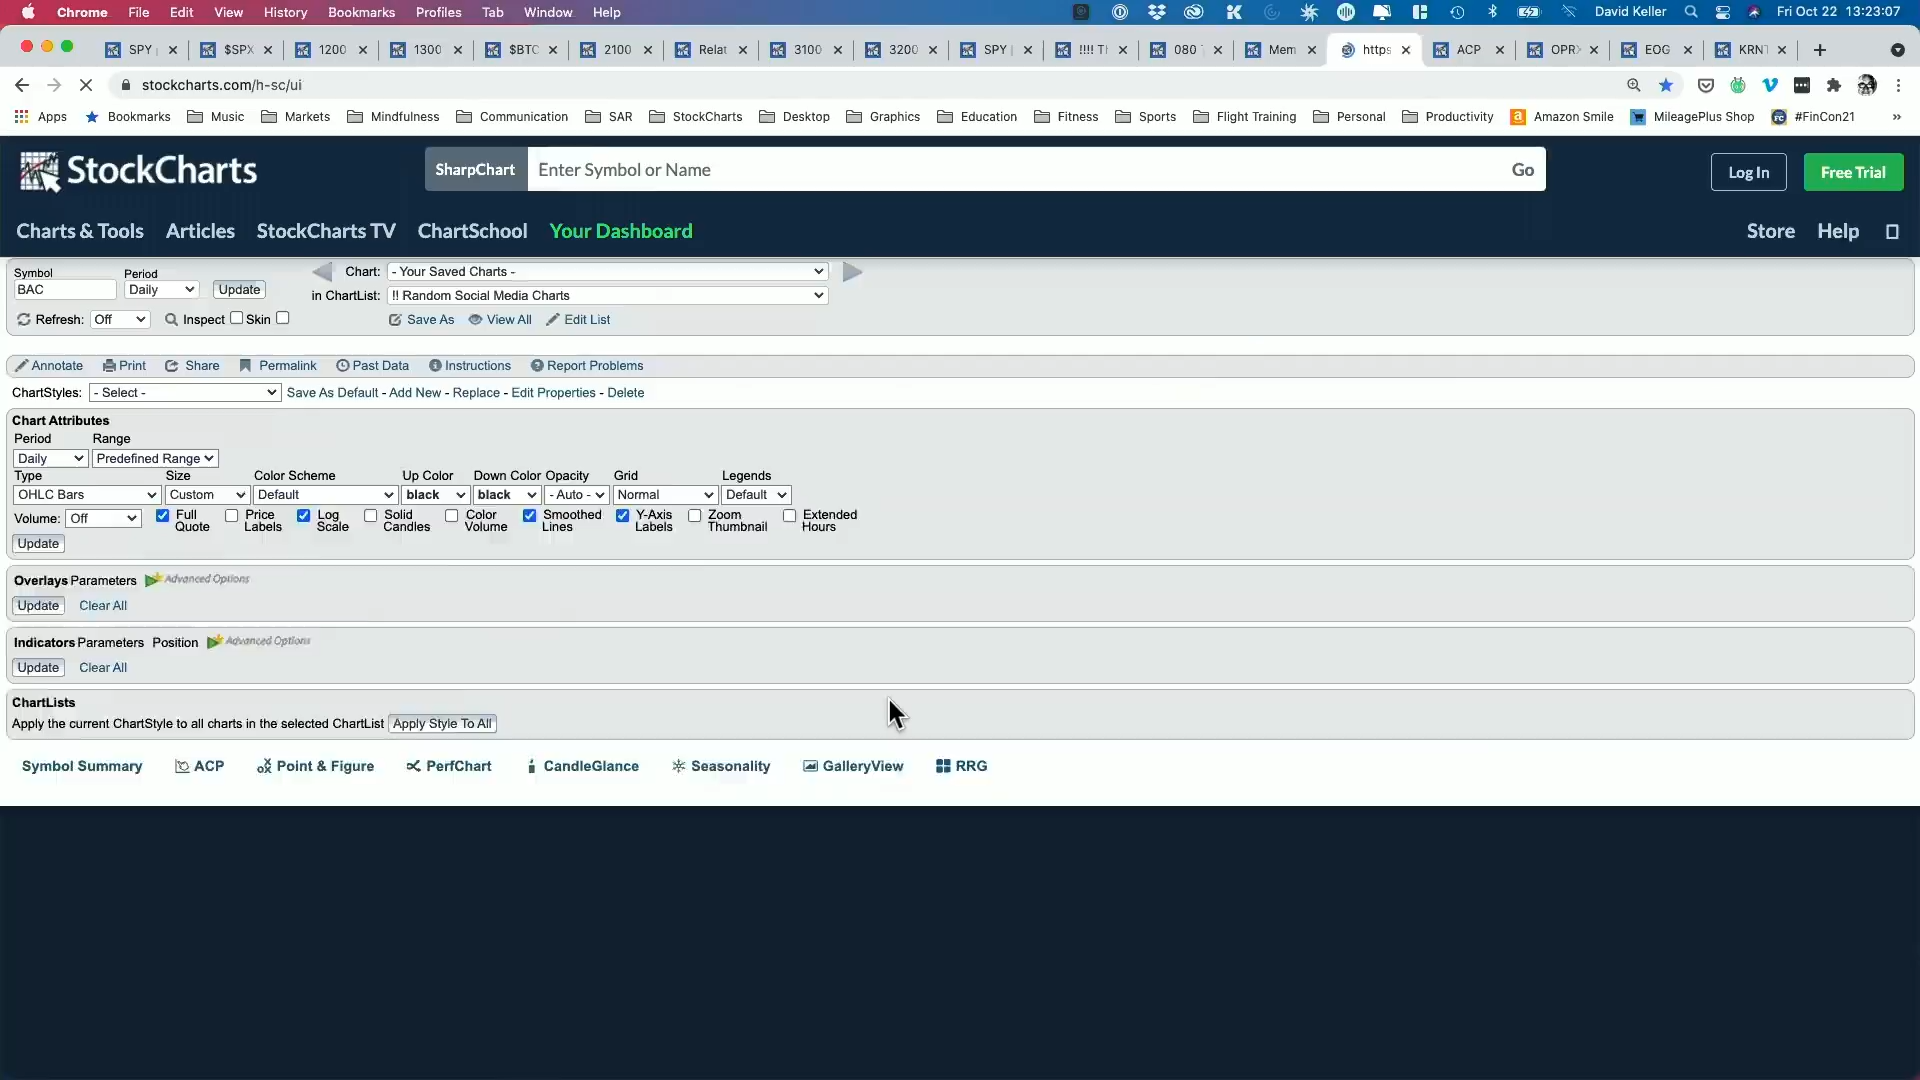 Chrome File Edit View History Bookmarks Profiles Tab Window Help David Keller Fri Oct 22 13:23:07
SPY $SPX 1200 1300 $BTC 2100 Relat 3100 3200 SPY !!!! Th 080 Mem https ACP OPRX EOG KRNT
stockcharts.com/h-sc/ui
Apps Bookmarks Music Markets Mindfulness Communication SAR StockCharts Desktop Graphics Education Fitness Sports Flight Training Personal Productivity Amazon Smile MileagePlus Shop #FinCon21 »
StockCharts SharpChart Enter Symbol or Name Go Log In Free Trial
Charts & Tools Articles StockCharts TV ChartSchool Your Dashboard Store Help
Symbol Period Chart: - Your Saved Charts -
BAC Daily Update in ChartList: !! Random Social Media Charts
Refresh: Off Inspect Skin Save As View All Edit List
Annotate Print Share Permalink Past Data Instructions Report Problems
ChartStyles: - Select - Save As Default - Add New - Replace - Edit Properties - Delete
Chart Attributes
Period Range
Daily Predefined Range
Type Size Color Scheme Up Color Down Color Opacity Grid Legends
OHLC Bars Custom Default black black - Auto - Normal Default
Volume: Off Full Quote Price Labels Log Scale Solid Candles Color Volume Smoothed Lines Y-Axis Labels Zoom Thumbnail Extended Hours
Update
Overlays Parameters Advanced Options
Update Clear All
Indicators Parameters Position Advanced Options
Update Clear All
ChartLists
Apply the current ChartStyle to all charts in the selected ChartList Apply Style To All
Symbol Summary ACP Point & Figure PerfChart CandleGlance Seasonality GalleryView RRG